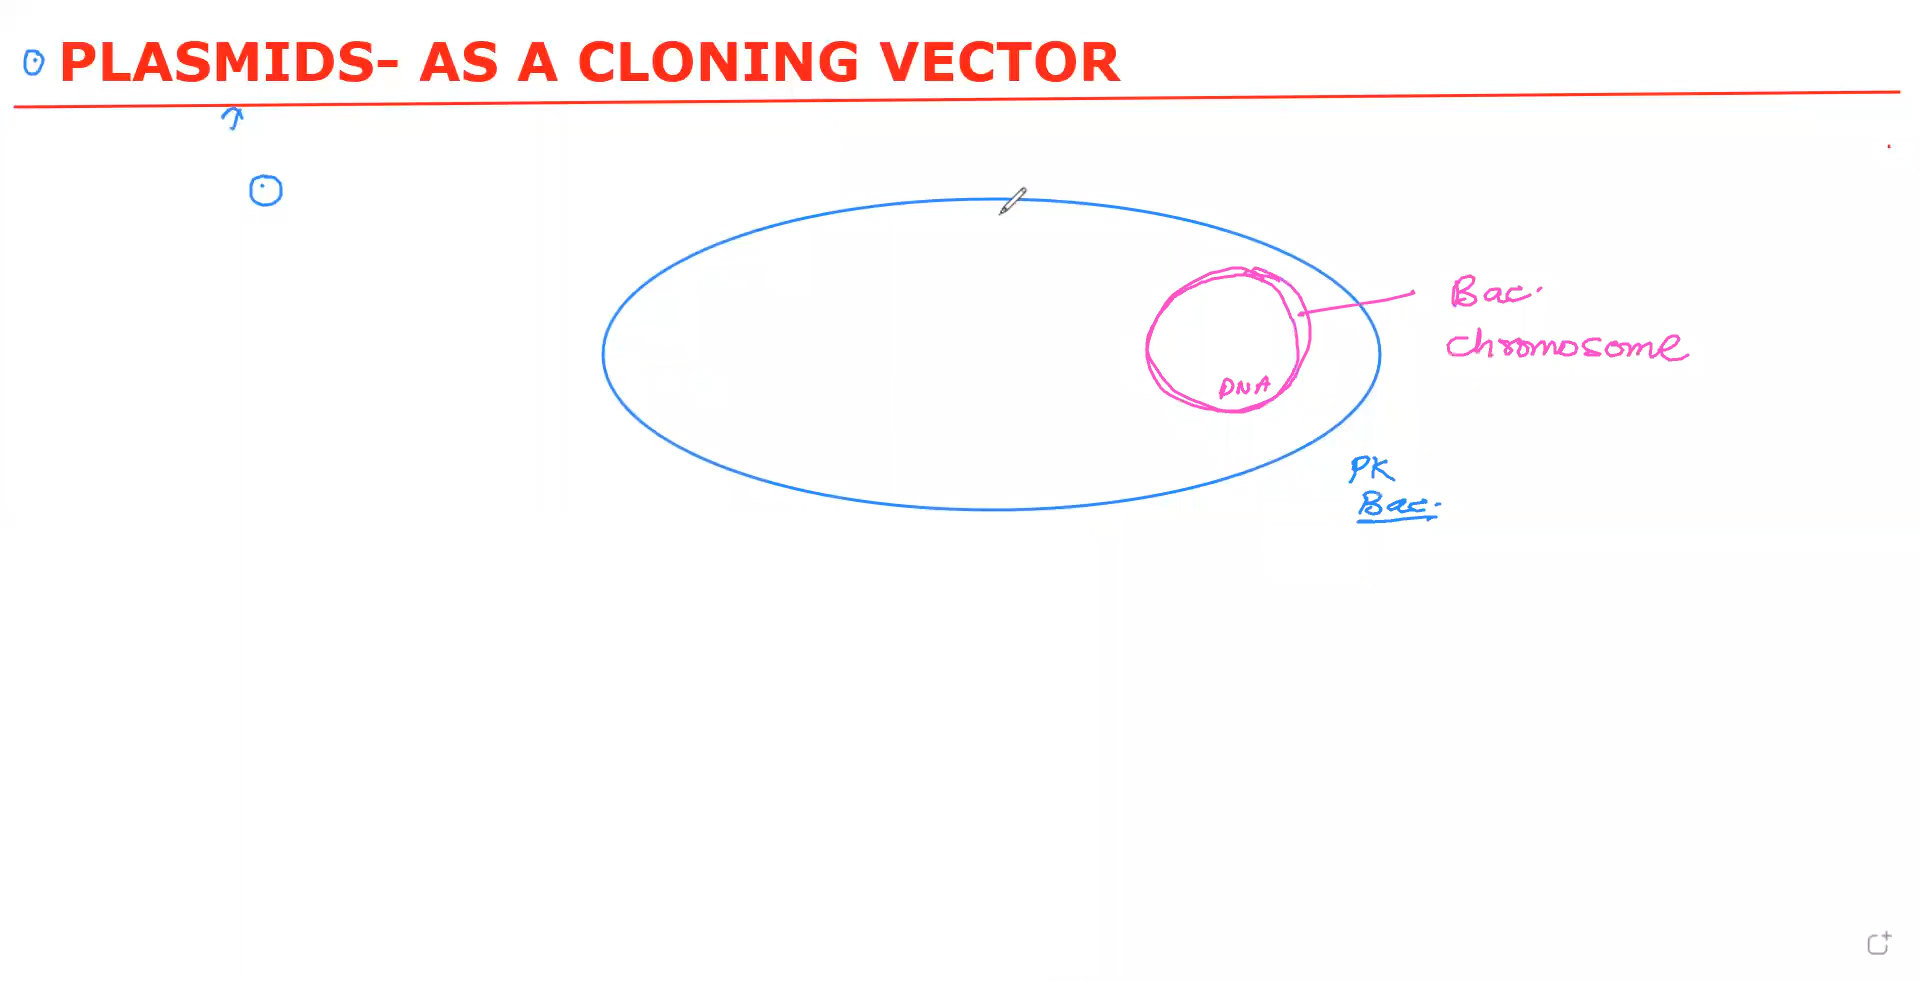 PLASMIDS- AS A CLONING VECTOR
Bac.
chromosome
DNA
PK
Bac.